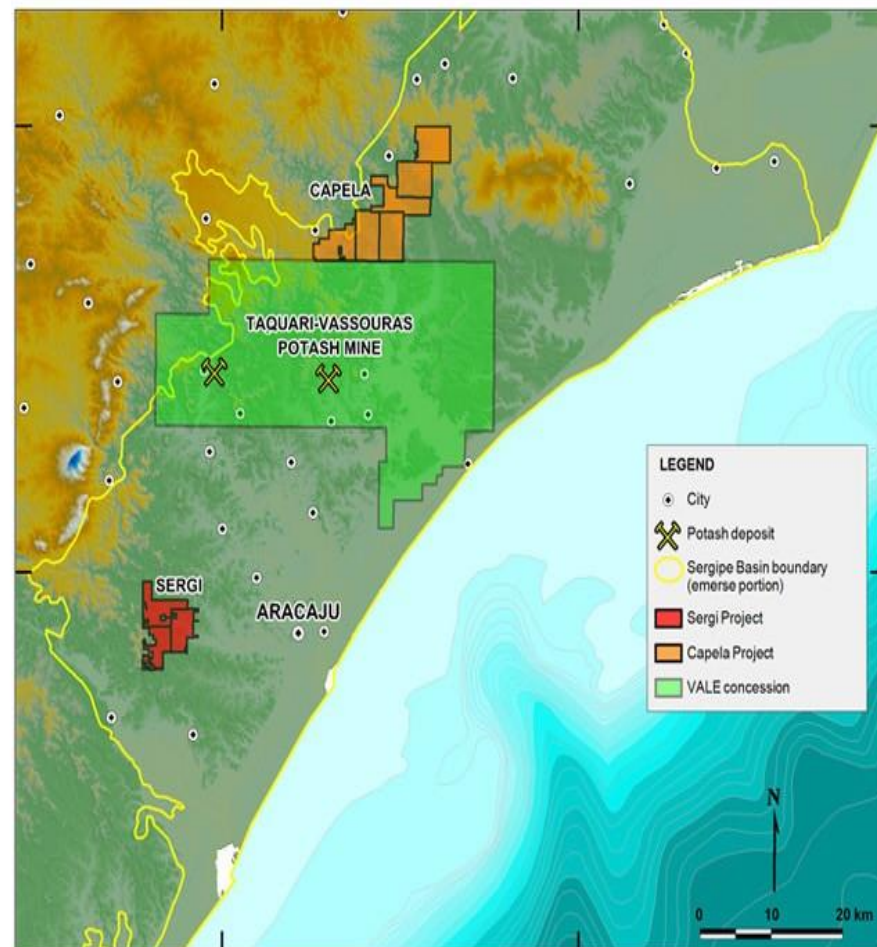 CAPELA
TAQUARI-VASSOURAS
POTASH MINE
SERGI
ARACAJU
LEGEND
City
Potash deposit
Sergipe Basin boundary
(emerse portion)
Sergi Project
Capela Project
VALE concession
N
0 10 20 km